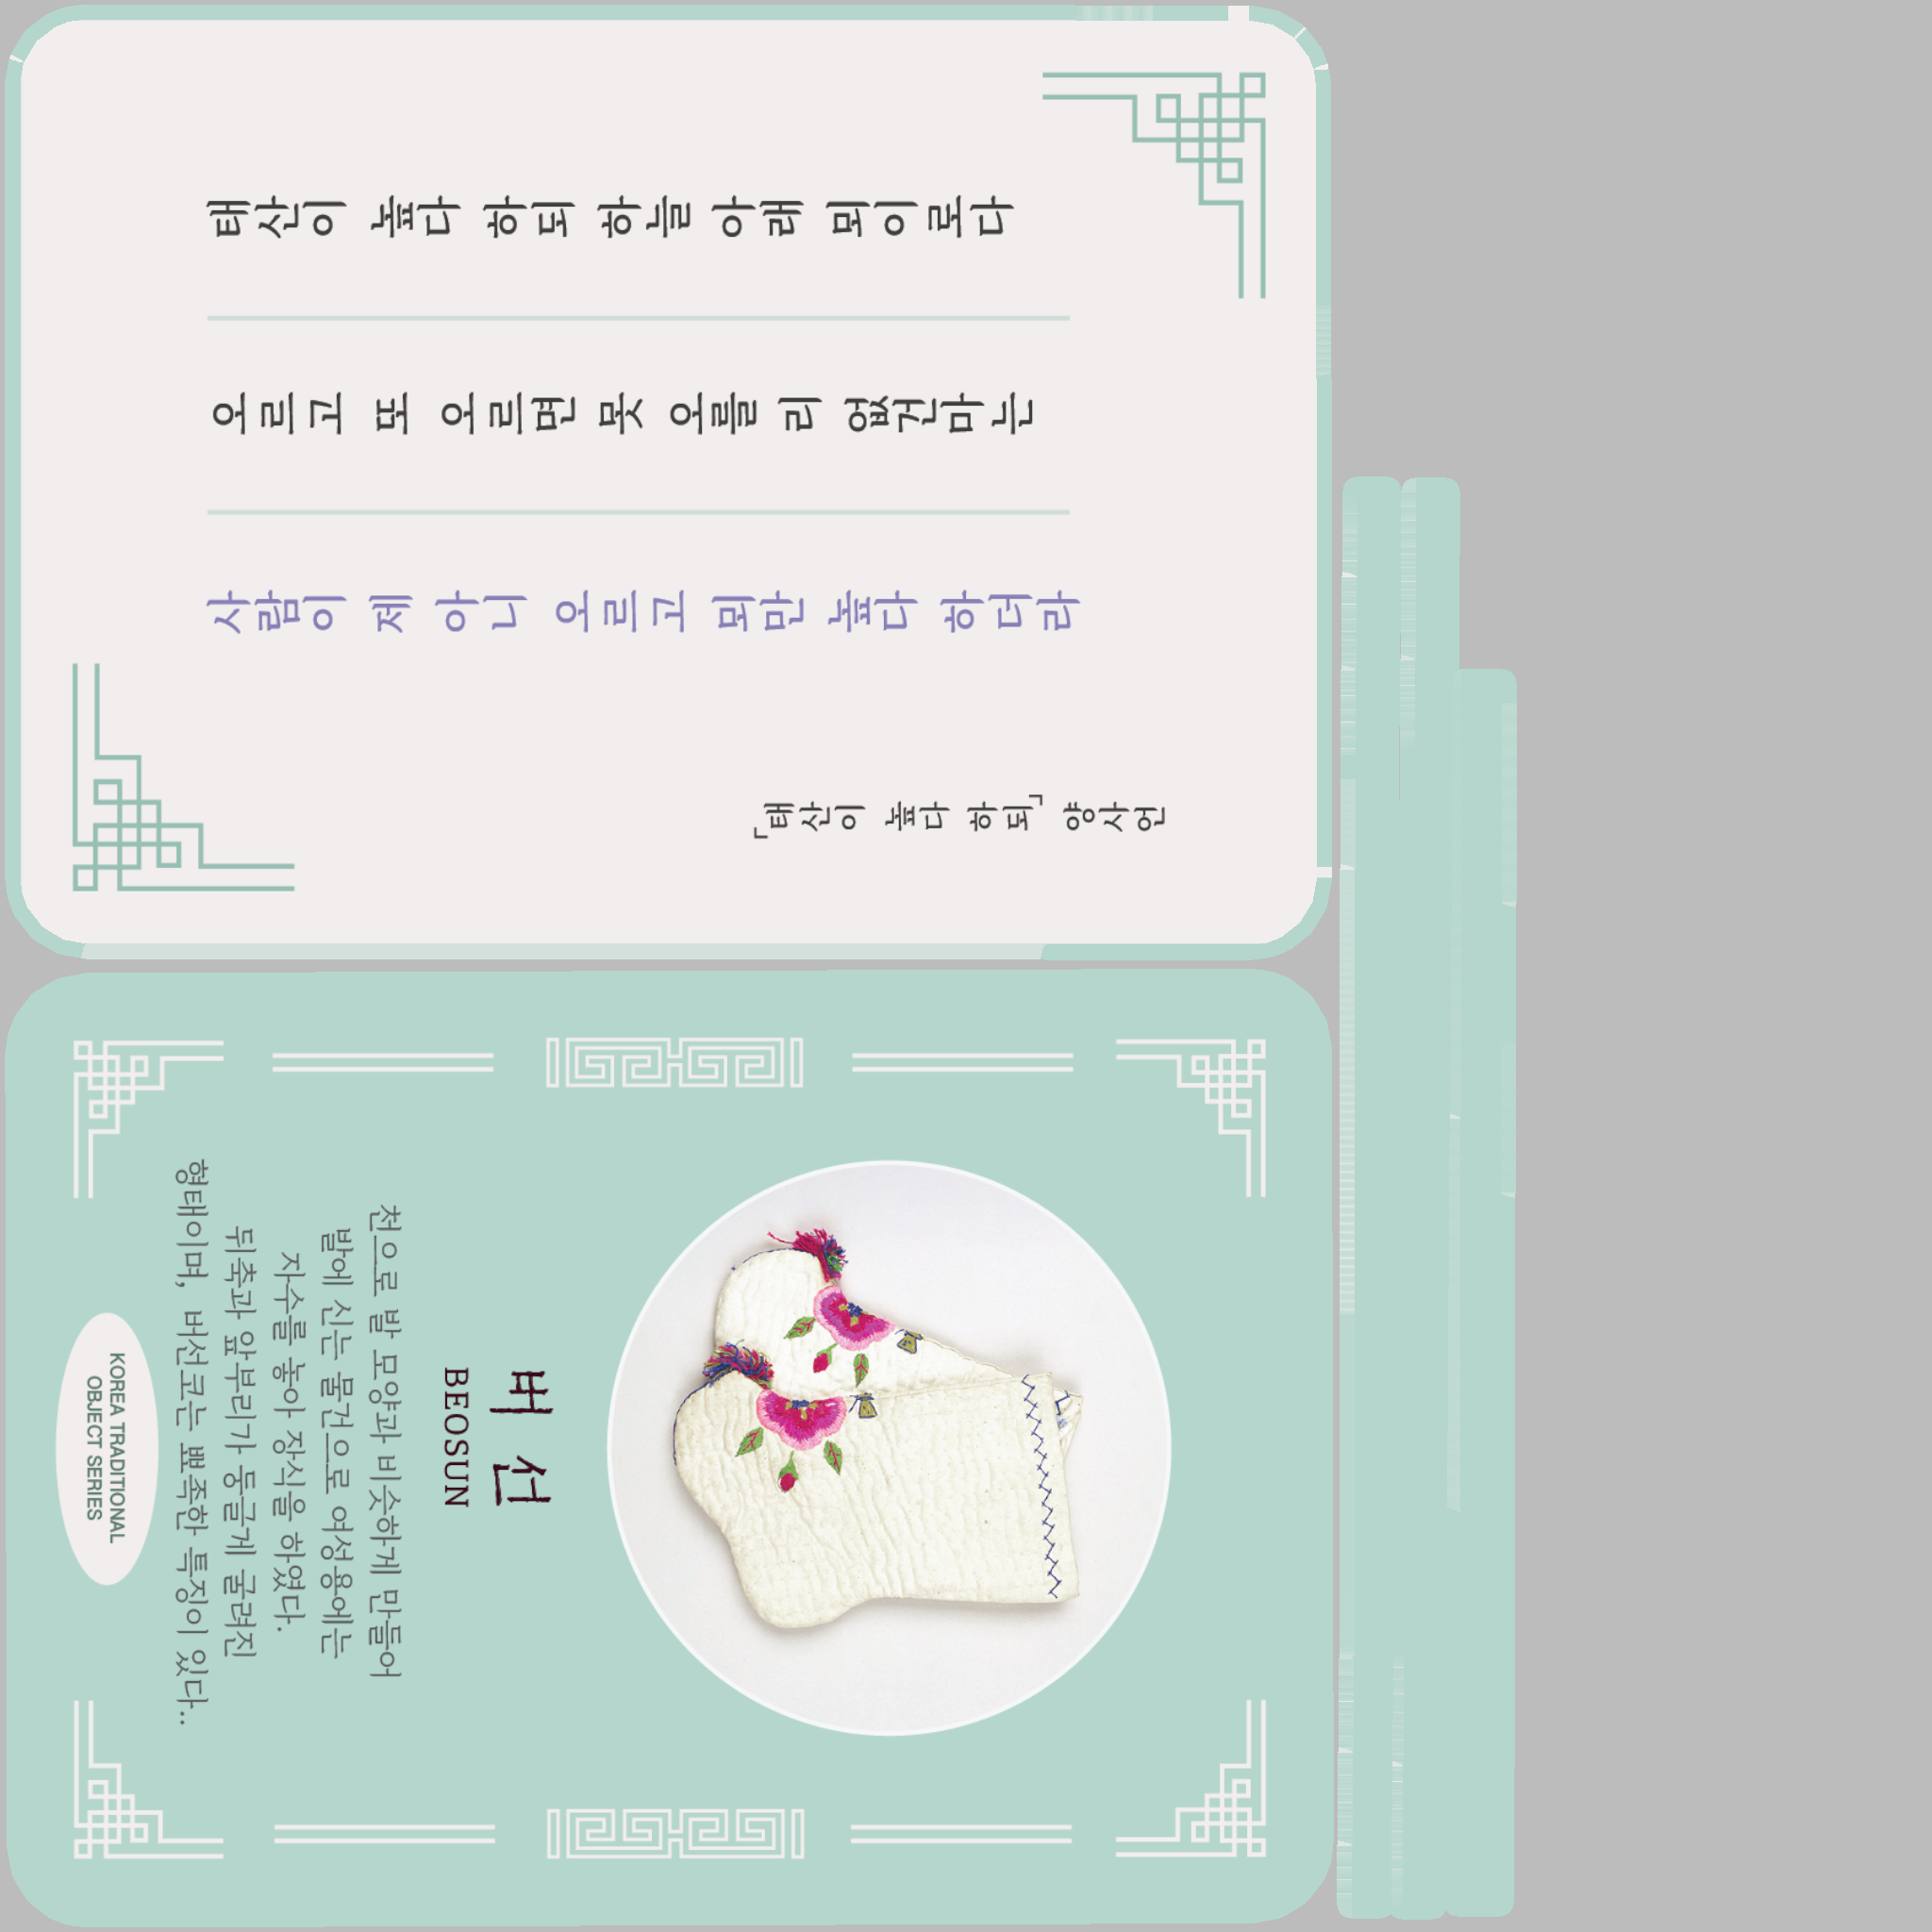 태산이 높다 하되 하늘 아래 뫼이로다
오르고 또 오르면 못 오를 리 없건마는
사람이 제 아니 오르고 뫼만 높다 하더라
「태산이 높다 하되」 양사언
버선
BEOSUN
천으로 발 모양과 비슷하게 만들어
발에 신는 물건으로 여성용에는
자수를 놓아 장식을 하였다.
뒤축과 앞부리가 둥글게 굴려진
형태이며, 버선코는 뾰족한 특징이 있다...
KOREA TRADITIONAL
OBJECT SERIES